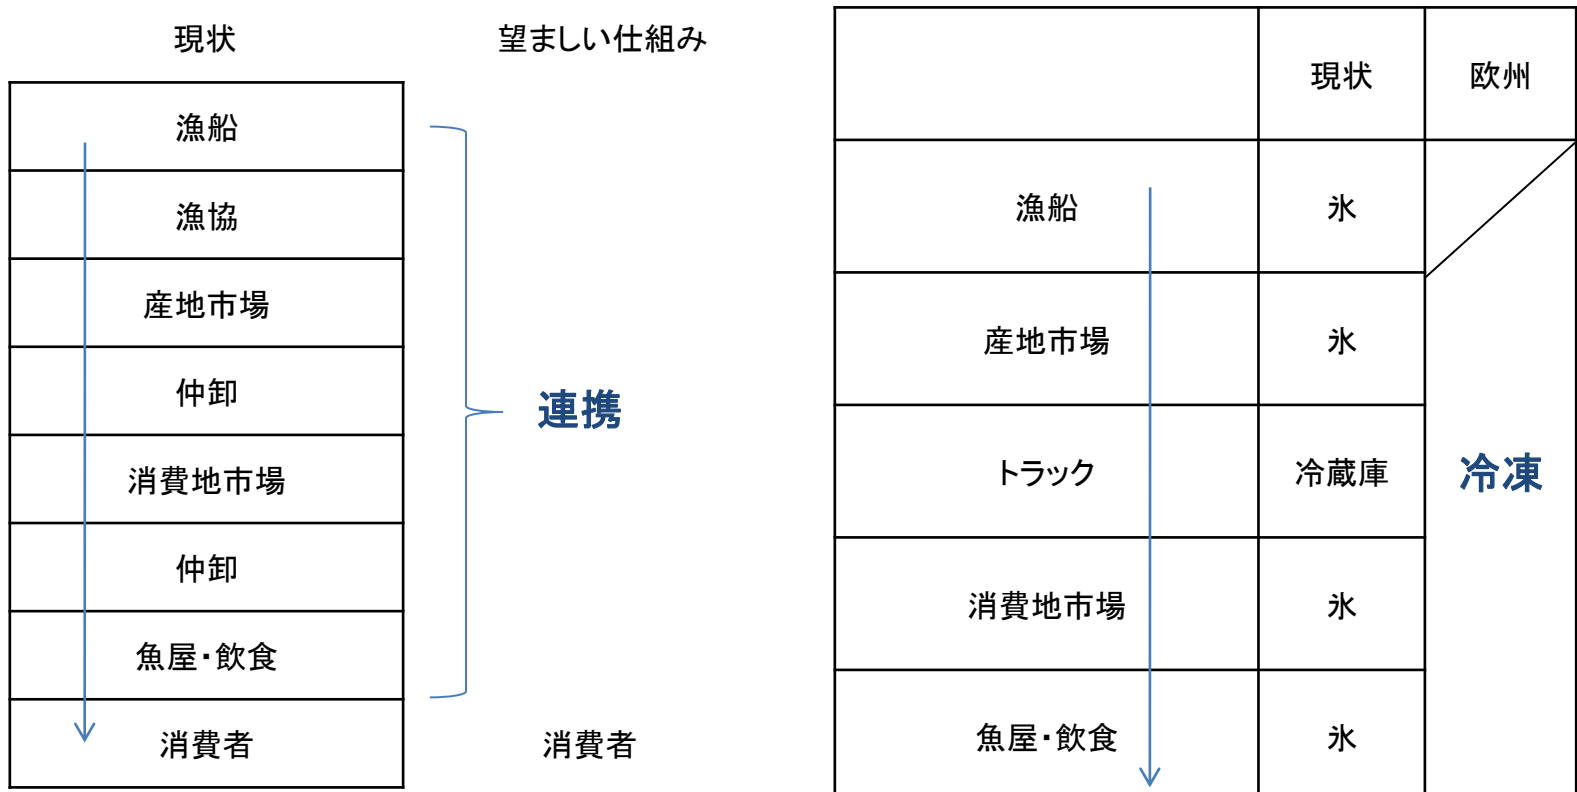 現状
望ましい仕組み
漁船
漁協
産地市場
仲卸
消費地市場
仲卸
魚屋・飲食
消費者
連携
消費者
現状 欧州
漁船 氷
産地市場 氷
トラック 冷蔵庫
消費地市場 氷
魚屋・飲食 氷
冷凍